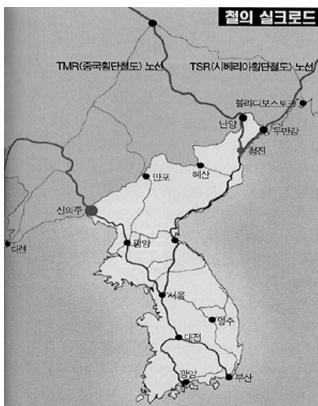 철의 실크로드
TMR(중국횡단철도) 노선
TSR(시베리아횡단철도) 노선
블라디보스토크
난양
두만강
청진
혜산
만포
신의주
다롄
평양
서울
영주
대전
광양
부산